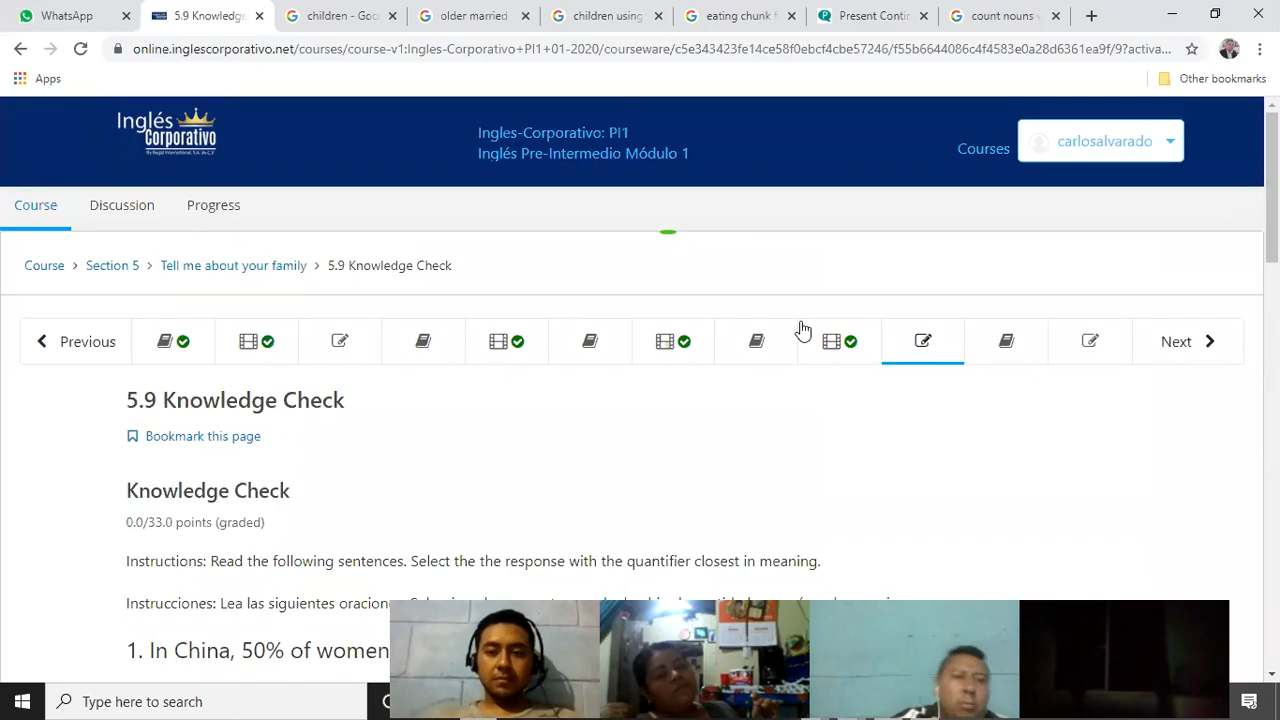 WhatsApp
5.9 Knowledge
children - Goo
older married
children using
eating chunk f
Present Contin
count nouns
online.inglescorporativo.net/courses/course-v1:Ingles-Corporativo+PI1+01-2020/courseware/c5e343423fe14ce58f0ebcf4cbe57246/f55b6644086c4f4583e0a28d6361ea9f/9?activa...
Apps
Other bookmarks
Inglés
Corporativo
Ingles-Corporativo: PI1
Inglés Pre-Intermedio Módulo 1
Courses
carlosalvarado
Course
Discussion
Progress
Course > Section 5 > Tell me about your family > 5.9 Knowledge Check
Previous
Next
5.9 Knowledge Check
Bookmark this page
Knowledge Check
0.0/33.0 points (graded)
Instructions: Read the following sentences. Select the the response with the quantifier closest in meaning.
Instrucciones: Lea las siguientes oracion
1. In China, 50% of women
Type here to search